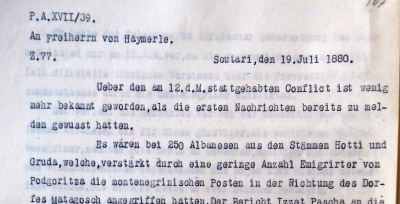 P.A.XVII/39.
An Freiherrn von Haymerle.
Z.77. Scutari, den 19.Juli 1880.
Ueber den am 12.d.M.stattgehabten Conflict ist wenig
mehr bekannt geworden,als die ersten Nachrichten bereits zu mel-
den gewusst hatten.
Es wären bei 250 Albanesen aus den Stämmen Hotti und
Gruda,welche,verstärkt durch eine geringe Anzahl Emigrirter von
Podgoritza die montenegrinischen Posten in der Richtung des Dor-
fes Matagosch angegriffen hatten.Der Bericht Izzet Pascha an die